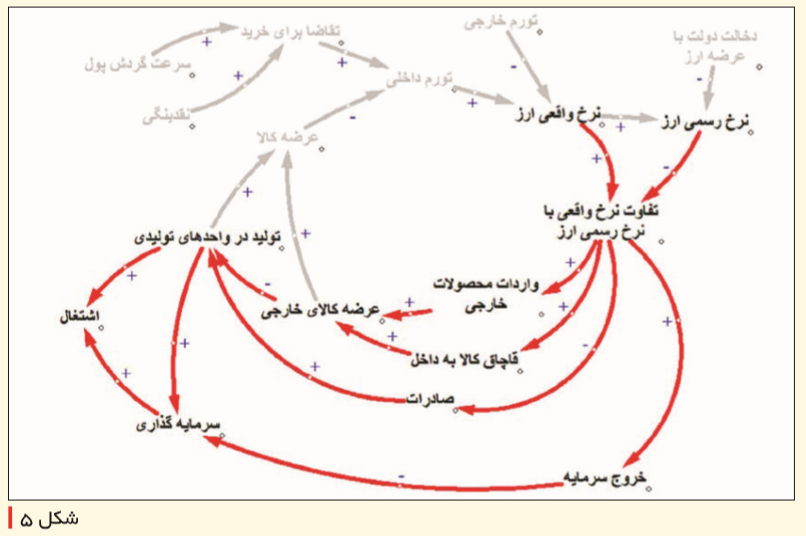 تورم خارجی
دخالت دولت با
عرضه ارز
تقاضا برای خرید
سرعت گردش پول
تورم داخلی
نقدینگی
نرخ واقعی ارز
نرخ رسمی ارز
عرضه کالا
تفاوت نرخ واقعی با
نرخ رسمی ارز
تولید در واحدهای تولیدی
واردات محصولات
خارجی
عرضه کالای خارجی
اشتغال
قاچاق کالا به داخل
صادرات
سرمایه گذاری
خروج سرمایه
شکل ۵